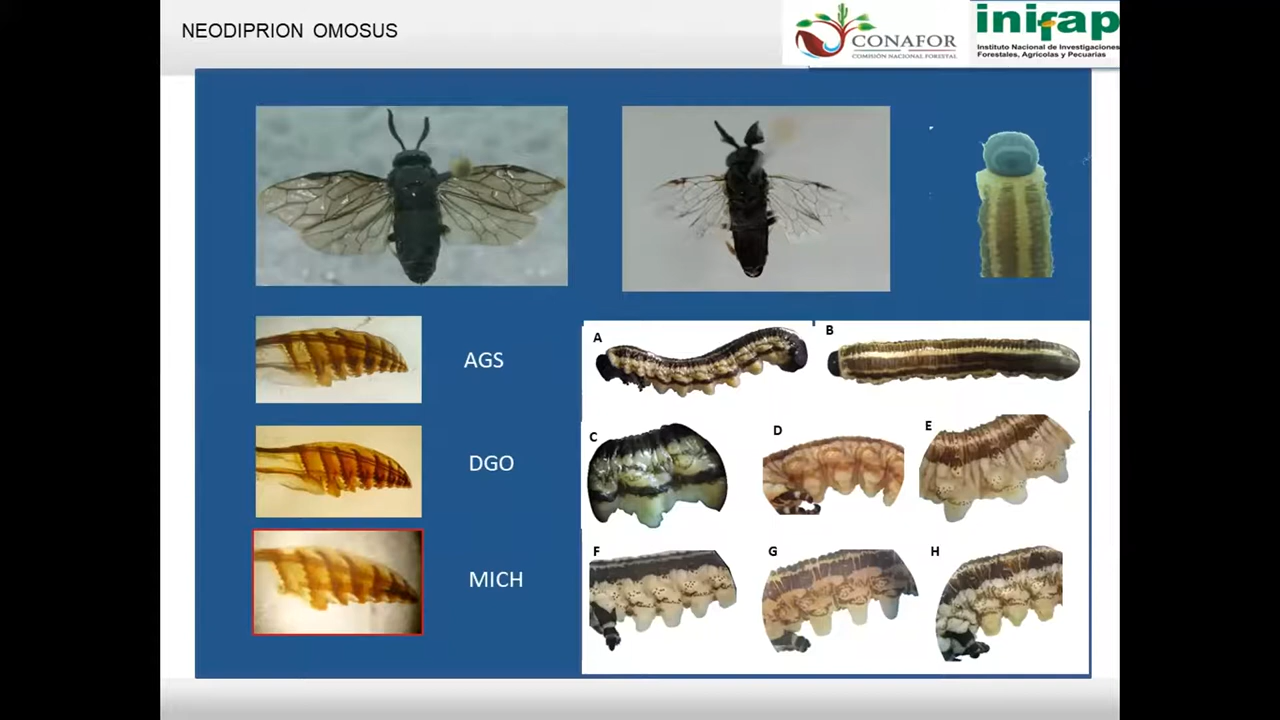 NEODIPRION OMOSUS
CONAFOR
COMISIÓN NACIONAL FORESTAL
inifap
Instituto Nacional de Investigaciones
Forestales, Agrícolas y Pecuarias
AGS
DGO
MICH
A
B
C
D
E
F
G
H